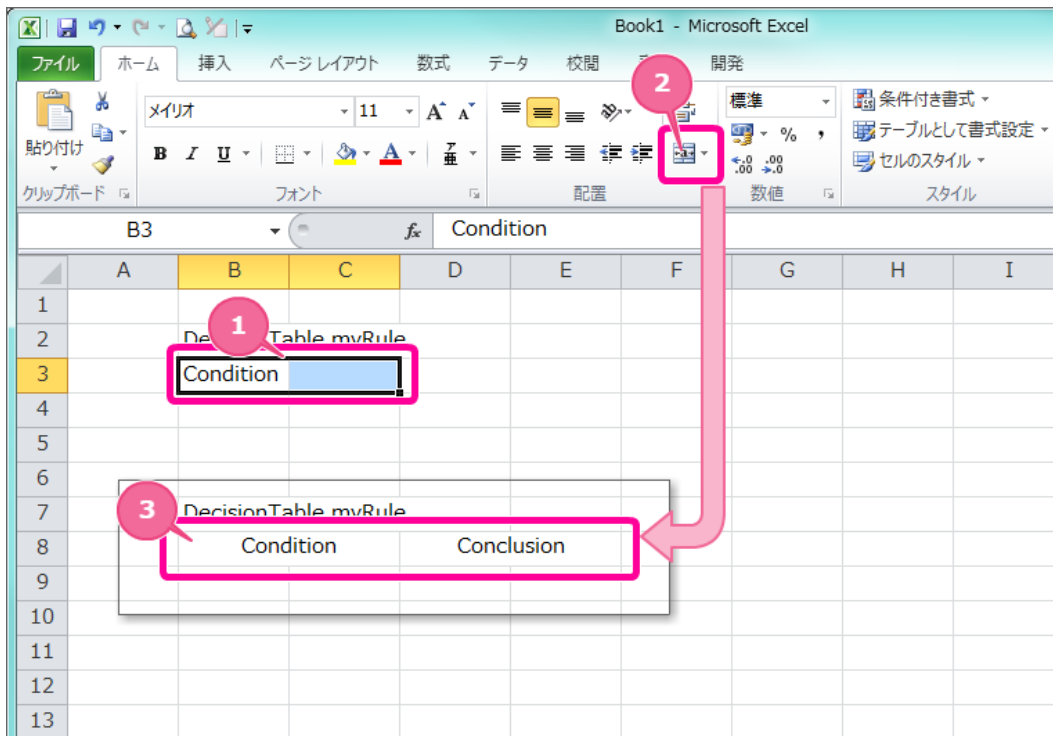 Book1 - Microsoft Excel
ファイル ホーム 挿入 ページ レイアウト 数式 データ 校閲 開発
2
メイリオ 11 A A 標準 条件付き書式
貼り付け テーブルとして書式設定
B I U A % , セルのスタイル
クリップボード フォント 配置 数値 スタイル
B3 fx Condition
A B C D E F G H I
1
2 DecisionTable myRule
1
3 Condition
4
5
6
7 DecisionTable myRule
3
8 Condition Conclusion
9
10
11
12
13